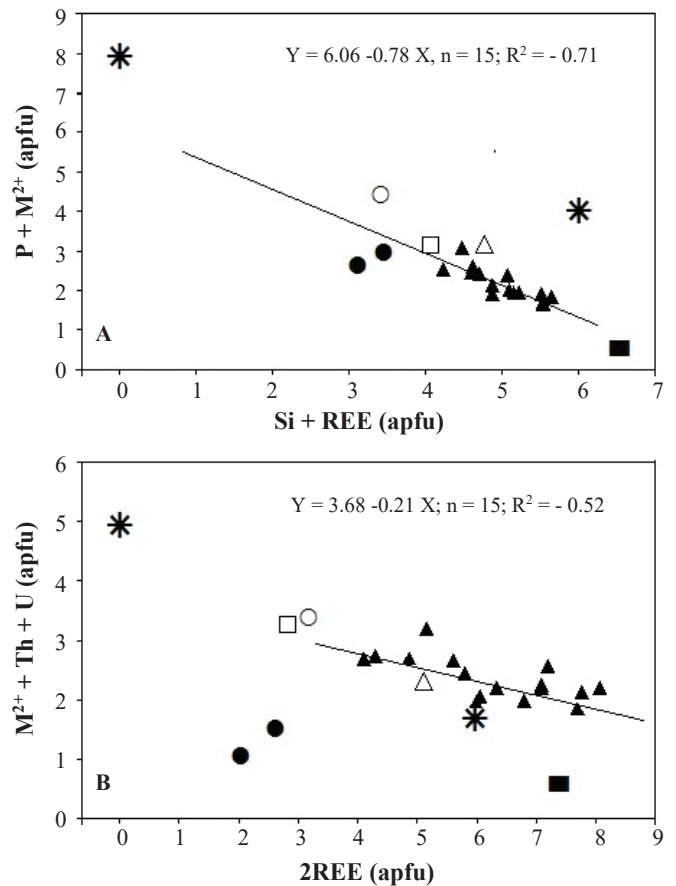 9
8
7
6
5
4
3
2
1
0
P + M²⁺ (apfu)
Y = 6.06 -0.78 X, n = 15; R² = - 0.71
A
0 1 2 3 4 5 6 7
Si + REE (apfu)
6
5
4
3
2
1
0
M²⁺ + Th + U (apfu)
Y = 3.68 -0.21 X; n = 15; R² = - 0.52
B
0 1 2 3 4 5 6 7 8 9
2REE (apfu)